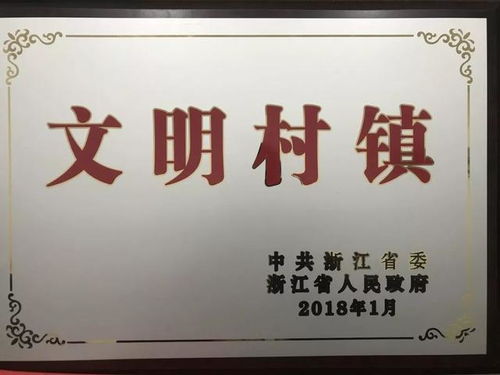 文明村镇
中共浙江省委
浙江省人民政府
2018年1月